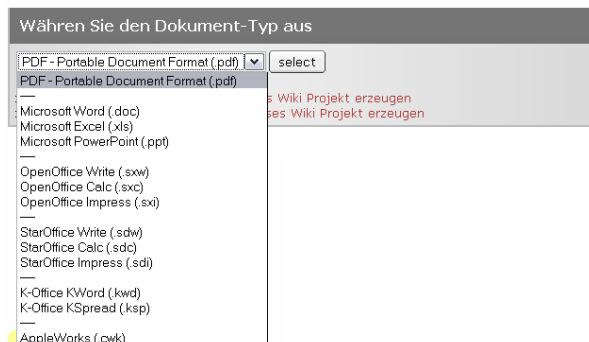 Währen Sie den Dokument-Typ aus
PDF - Portable Document Format (.pdf) select
PDF - Portable Document Format (.pdf)
s Wiki Projekt erzeugen
Microsoft Word (.doc)
ses Wiki Projekt erzeugen
Microsoft Excel (.xls)
Microsoft PowerPoint (.ppt)
OpenOffice Write (.sxw)
OpenOffice Calc (.sxc)
OpenOffice Impress (.sxi)
StarOffice Write (.sdw)
StarOffice Calc (.sdc)
StarOffice Impress (.sdi)
K-Office KWord (.kwd)
K-Office KSpread (.ksp)
AppleWorks (.cwk)